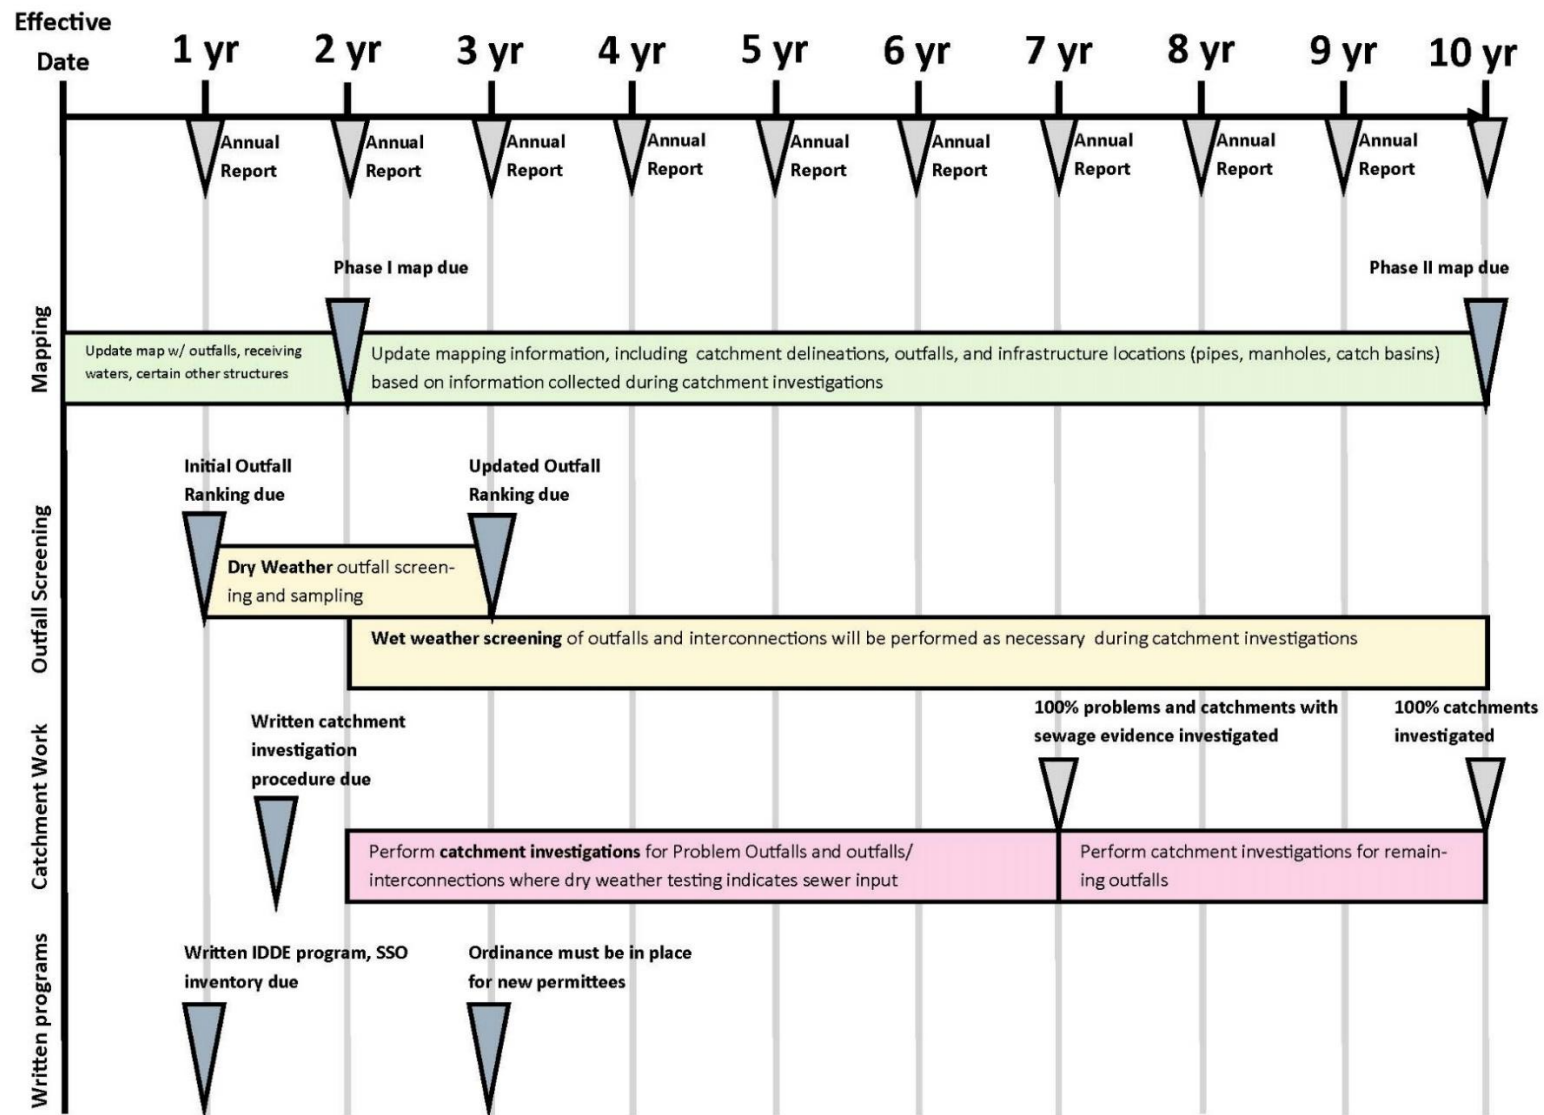 Effective
Date
1 yr
2 yr
3 yr
4 yr
5 yr
6 yr
7 yr
8 yr
9 yr
10 yr
Annual
Report
Annual
Report
Annual
Report
Annual
Report
Annual
Report
Annual
Report
Annual
Report
Annual
Report
Annual
Report
Mapping
Phase I map due
Phase II map due
Update map w/ outfalls, receiving
waters, certain other structures
Update mapping information, including catchment delineations, outfalls, and infrastructure locations (pipes, manholes, catch basins)
based on information collected during catchment investigations
Outfall Screening
Initial Outfall
Ranking due
Updated Outfall
Ranking due
Dry Weather outfall screen-
ing and sampling
Wet weather screening of outfalls and interconnections will be performed as necessary during catchment investigations
Catchment Work
Written catchment
investigation
procedure due
100% problems and catchments with
sewage evidence investigated
100% catchments
investigated
Perform catchment investigations for Problem Outfalls and outfalls/
interconnections where dry weather testing indicates sewer input
Perform catchment investigations for remain-
ing outfalls
Written programs
Written IDDE program, SSO
inventory due
Ordinance must be in place
for new permittees